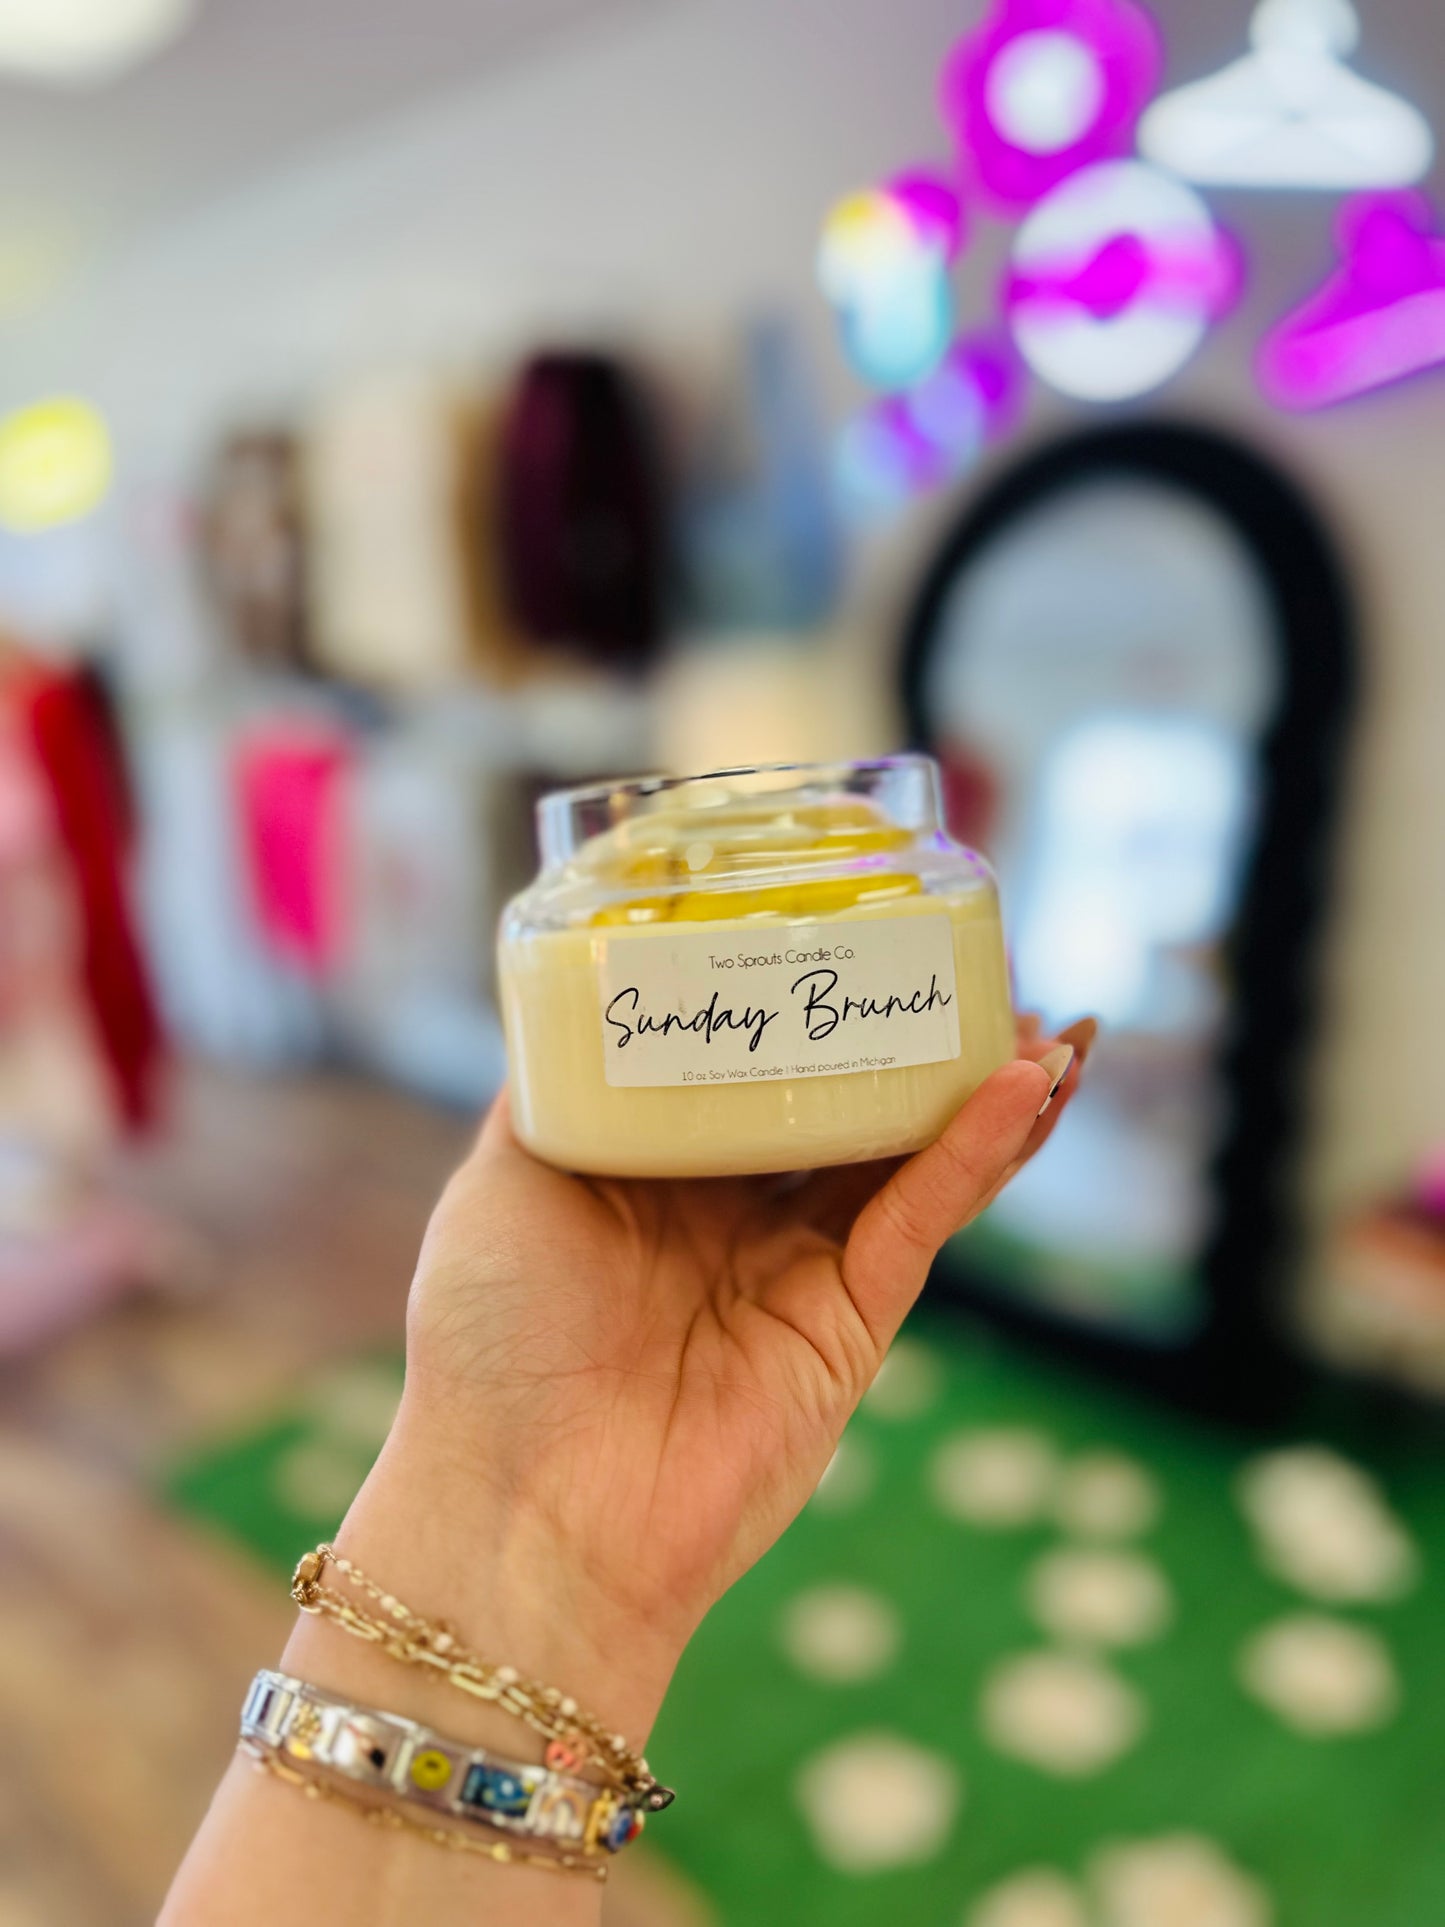 Two Sprouts Candle Co.
Sunday Brunch
10 oz Soy Wax Candle | Hand poured in Michigan